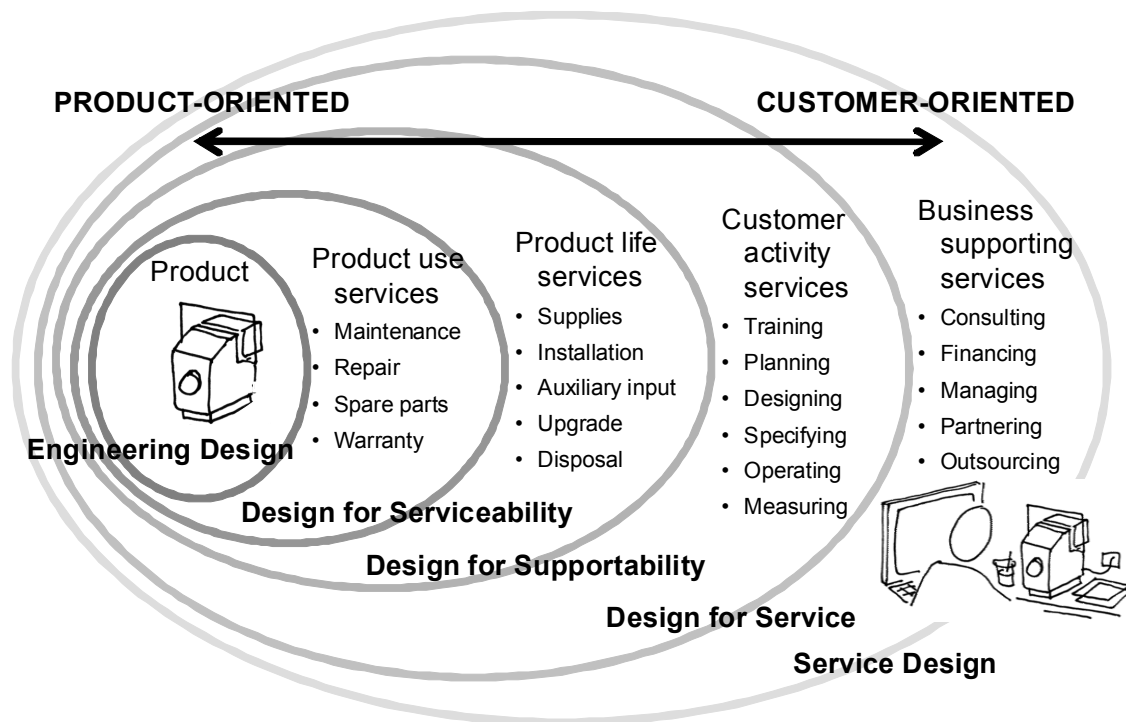 PRODUCT-ORIENTED
CUSTOMER-ORIENTED
Product
Product use
services
• Maintenance
• Repair
• Spare parts
• Warranty
Product life
services
• Supplies
• Installation
• Auxiliary input
• Upgrade
• Disposal
Customer
activity
services
• Training
• Planning
• Designing
• Specifying
• Operating
• Measuring
Business
supporting
services
• Consulting
• Financing
• Managing
• Partnering
• Outsourcing
Engineering Design
Design for Serviceability
Design for Supportability
Design for Service
Service Design